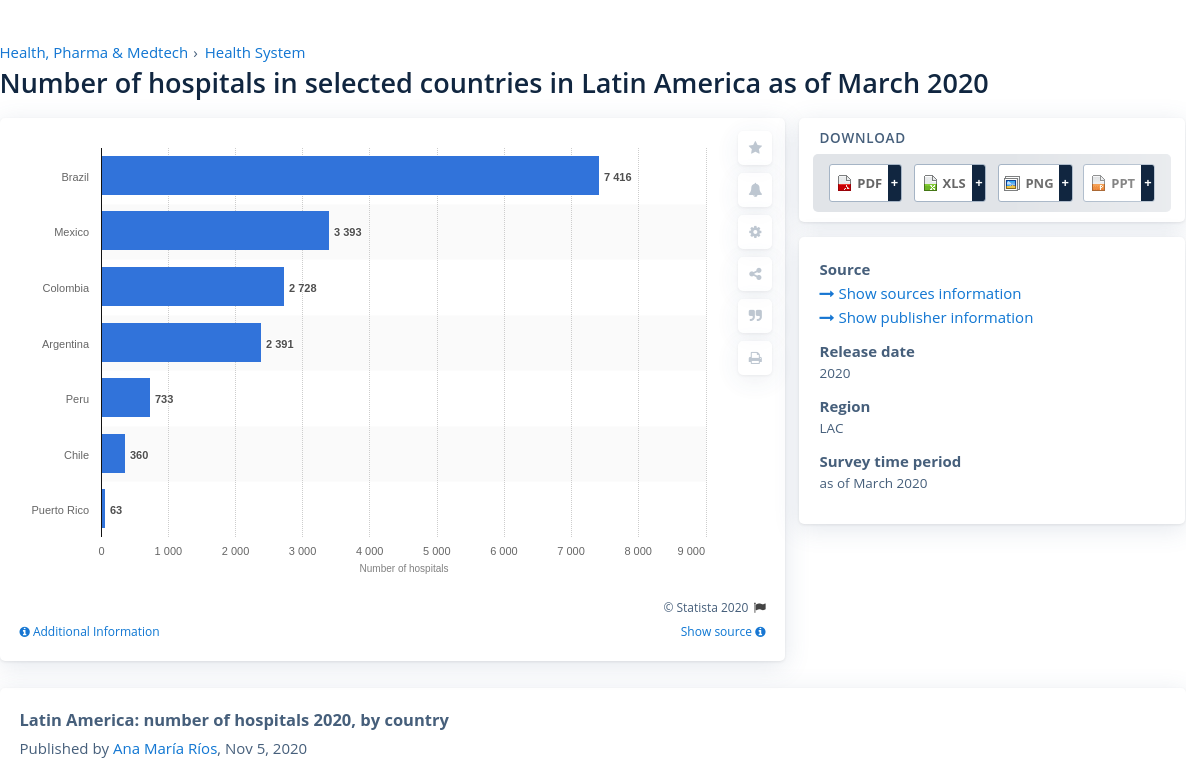 Health, Pharma & Medtech › Health System
Number of hospitals in selected countries in Latin America as of March 2020
Brazil 7 416
Mexico 3 393
Colombia 2 728
Argentina 2 391
Peru 733
Chile 360
Puerto Rico 63
0 1 000 2 000 3 000 4 000 5 000 6 000 7 000 8 000 9 000
Number of hospitals
© Statista 2020
Additional Information Show source
DOWNLOAD
PDF + XLS + PNG + PPT +
Source
Show sources information
Show publisher information
Release date
2020
Region
LAC
Survey time period
as of March 2020
Latin America: number of hospitals 2020, by country
Published by Ana María Ríos, Nov 5, 2020